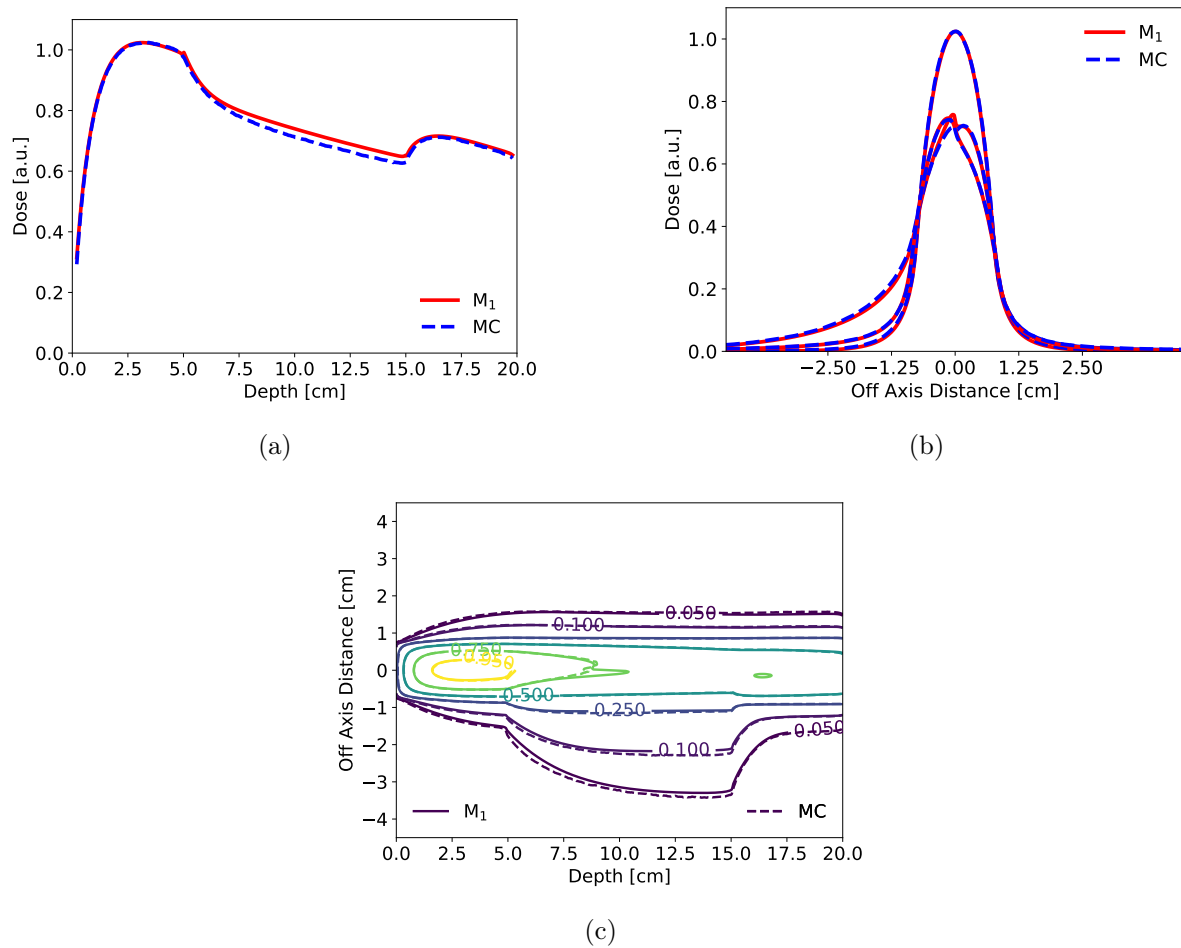 1.0
0.8
0.6
0.4
0.2
0.0
Dose [a.u.]
M₁
MC
0.0 2.5 5.0 7.5 10.0 12.5 15.0 17.5 20.0
Depth [cm]
(a)
1.0
0.8
0.6
0.4
0.2
0.0
Dose [a.u.]
M₁
MC
−2.50 −1.25 0.00 1.25 2.50
Off Axis Distance [cm]
(b)
4
3
2
1
0
−1
−2
−3
−4
Off Axis Distance [cm]
0.050
0.100
0.750
0.950
0.500
0.250
0.100
0.050
M₁ MC
0.0 2.5 5.0 7.5 10.0 12.5 15.0 17.5 20.0
Depth [cm]
(c)